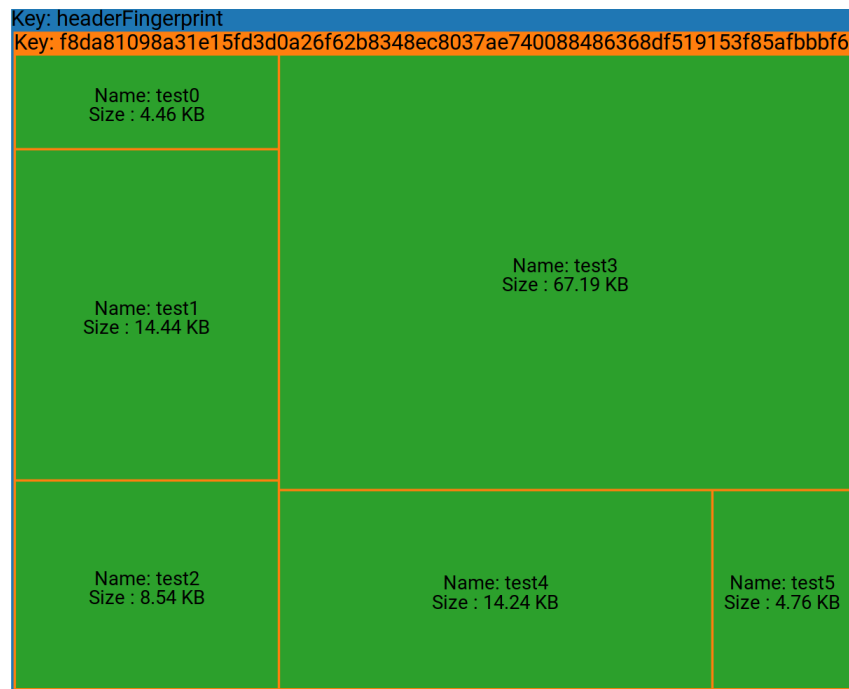 Key: headerFingerprint
Key: f8da81098a31e15fd3d0a26f62b8348ec8037ae740088486368df519153f85afbbbf6
Name: test0
Size : 4.46 KB
Name: test1
Size : 14.44 KB
Name: test2
Size : 8.54 KB
Name: test3
Size : 67.19 KB
Name: test4
Size : 14.24 KB
Name: test5
Size : 4.76 KB